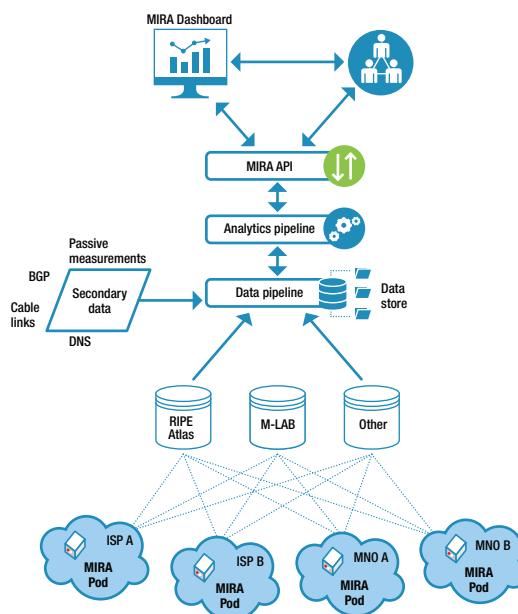 MIRA Dashboard
MIRA API
Analytics pipeline
Passive
measurements
BGP
Secondary
data
Cable
links
DNS
Data pipeline
Data
store
RIPE
Atlas
M-LAB
Other
ISP A
MIRA
Pod
ISP B
MIRA
Pod
MNO A
MIRA
Pod
MNO B
MIRA
Pod